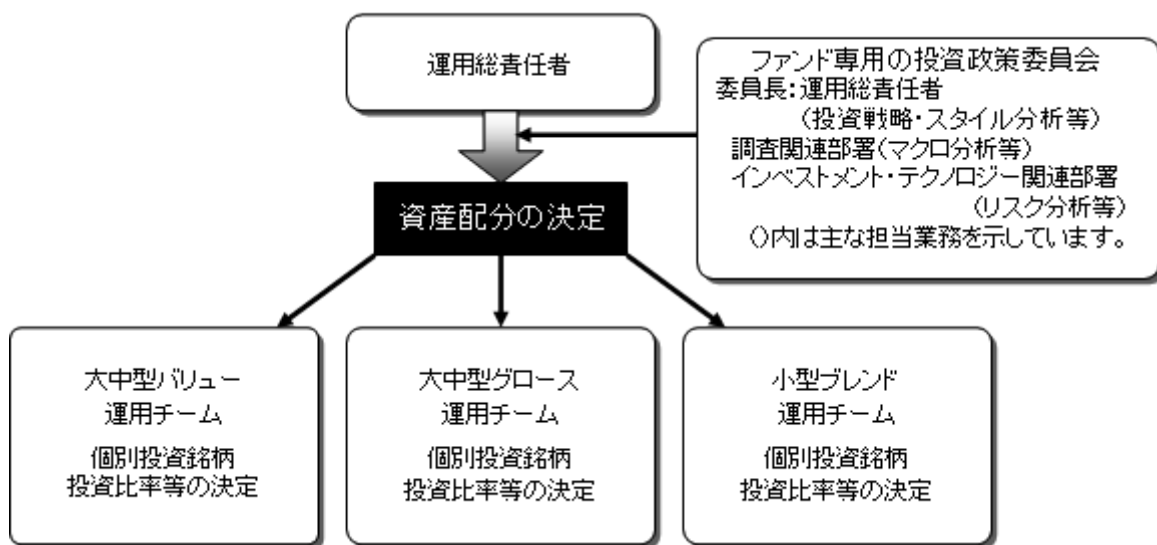 運用総責任者
ファンド専用の投資政策委員会
委員長:運用総責任者
(投資戦略・スタイル分析等)
調査関連部署(マクロ分析等)
インベストメント・テクノロジー関連部署
(リスク分析等)
()内は主な担当業務を示しています。
資産配分の決定
大中型バリュー
運用チーム
個別投資銘柄
投資比率等の決定
大中型グロース
運用チーム
個別投資銘柄
投資比率等の決定
小型ブレンド
運用チーム
個別投資銘柄
投資比率等の決定